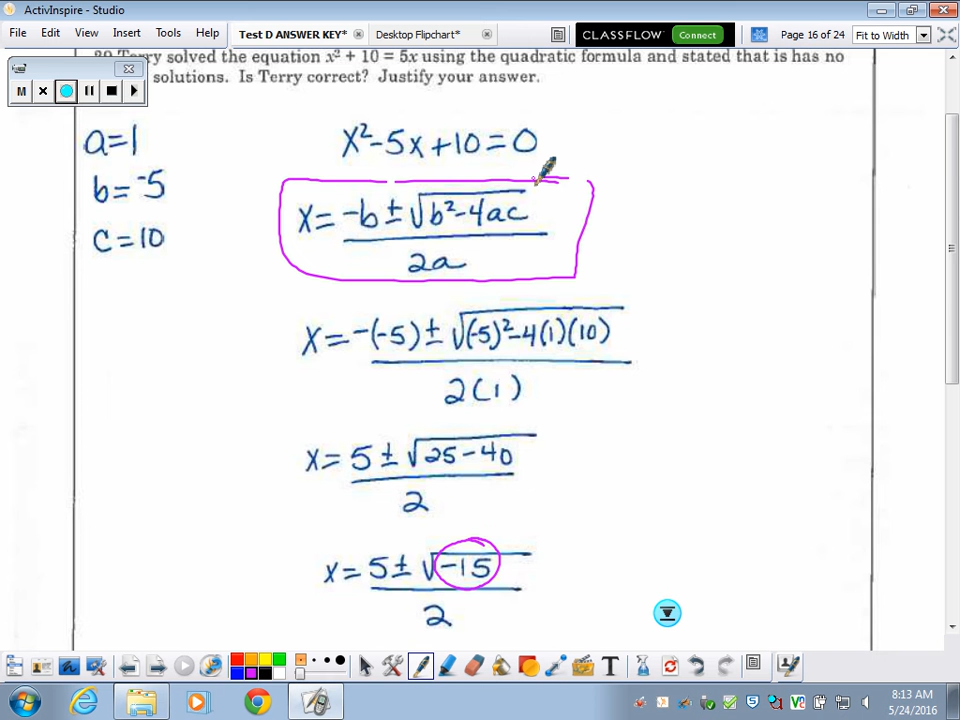 ActivInspire - Studio
File Edit View Insert Tools Help Test D ANSWER KEY* Desktop Flipchart* CLASSFLOW Connect Page 16 of 24 Fit to Width
Terry solved the equation x² + 10 = 5x using the quadratic formula and stated that is has no
solutions. Is Terry correct? Justify your answer.
M
a=1
b=-5
c=10
x²-5x+10=0
x=-b±√b²-4ac
2a
x=-(-5)±√(-5)²-4(1)(10)
2(1)
x=5±√25-40
2
x=5±√-15
2
T
8:13 AM
5/24/2016